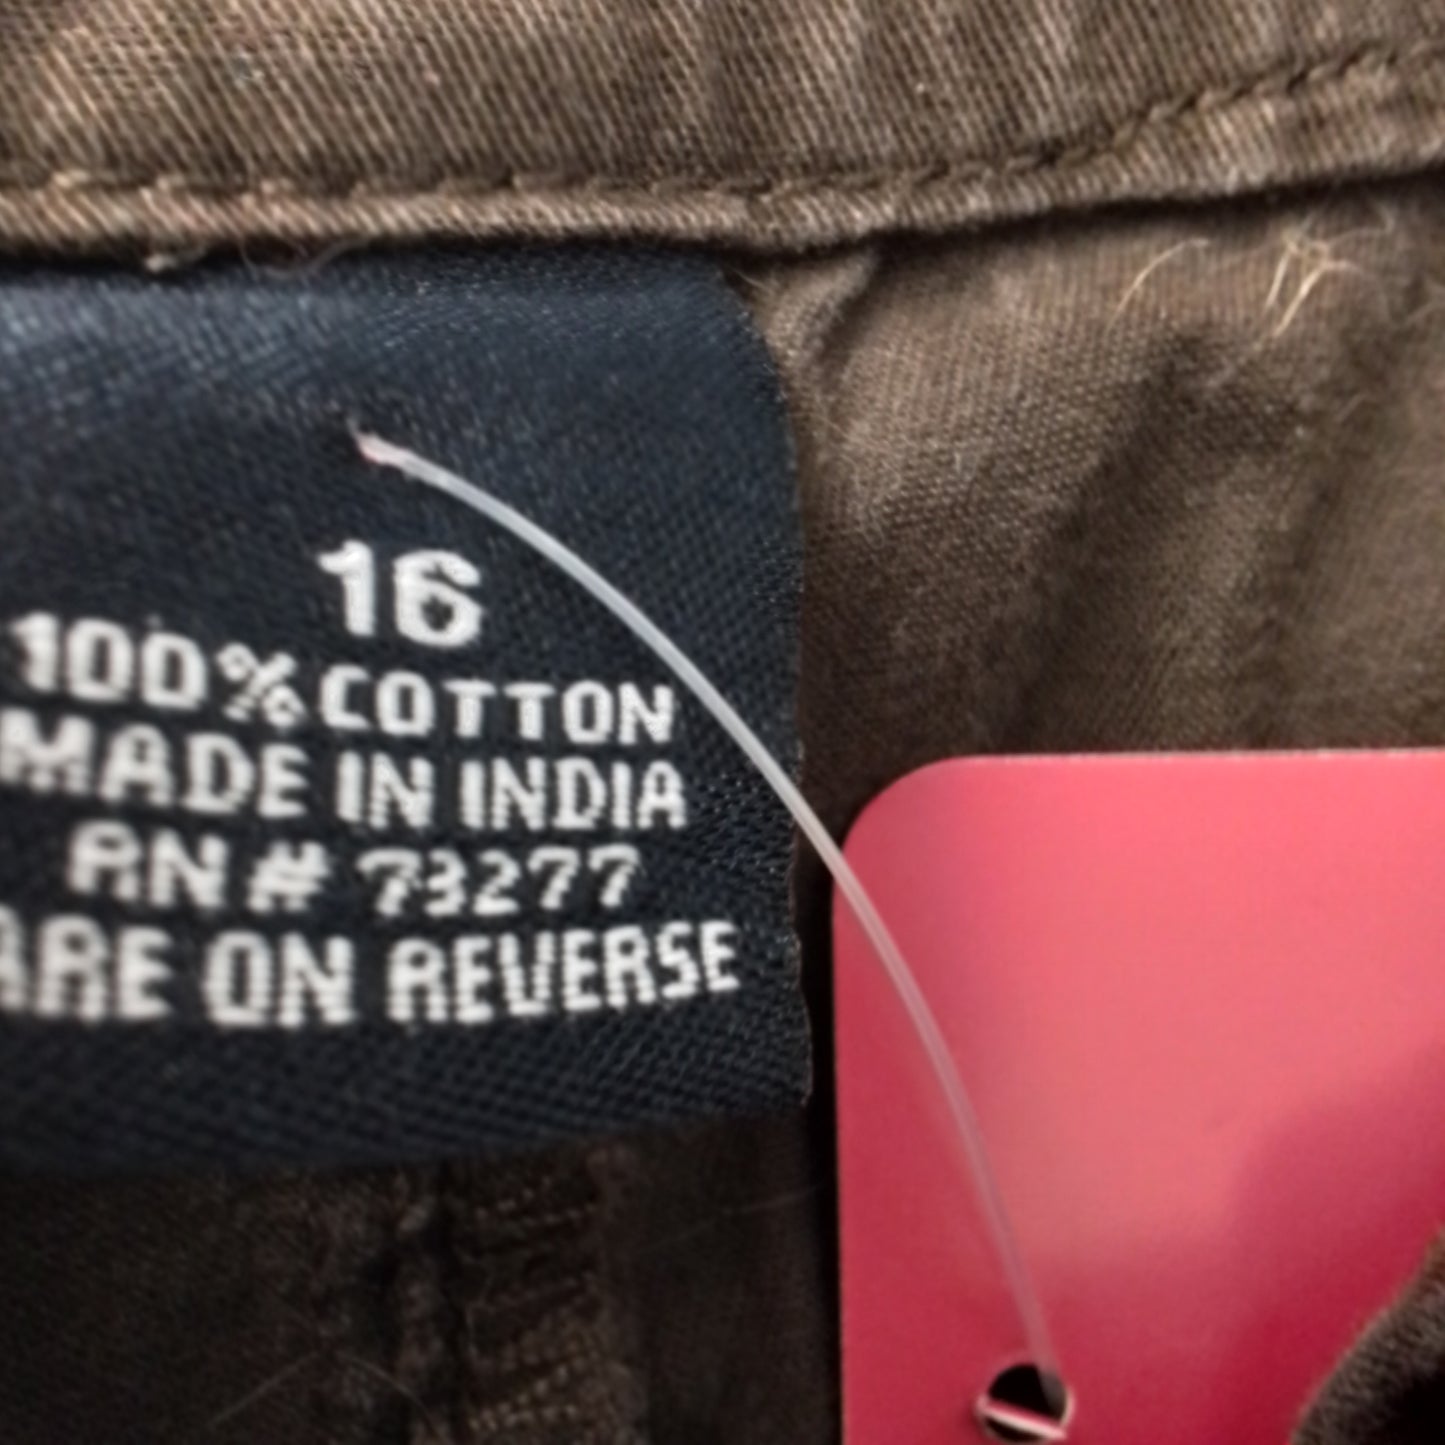 16
100% COTTON
MADE IN INDIA
RN # 73277
ARE ON REVERSE